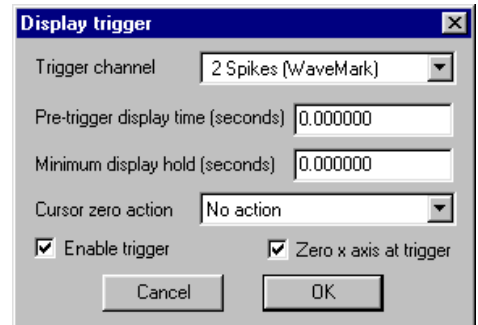 Display trigger
Trigger channel 2 Spikes (WaveMark)
Pre-trigger display time (seconds) 0.000000
Minimum display hold (seconds) 0.000000
Cursor zero action No action
Enable trigger Zero x axis at trigger
Cancel OK